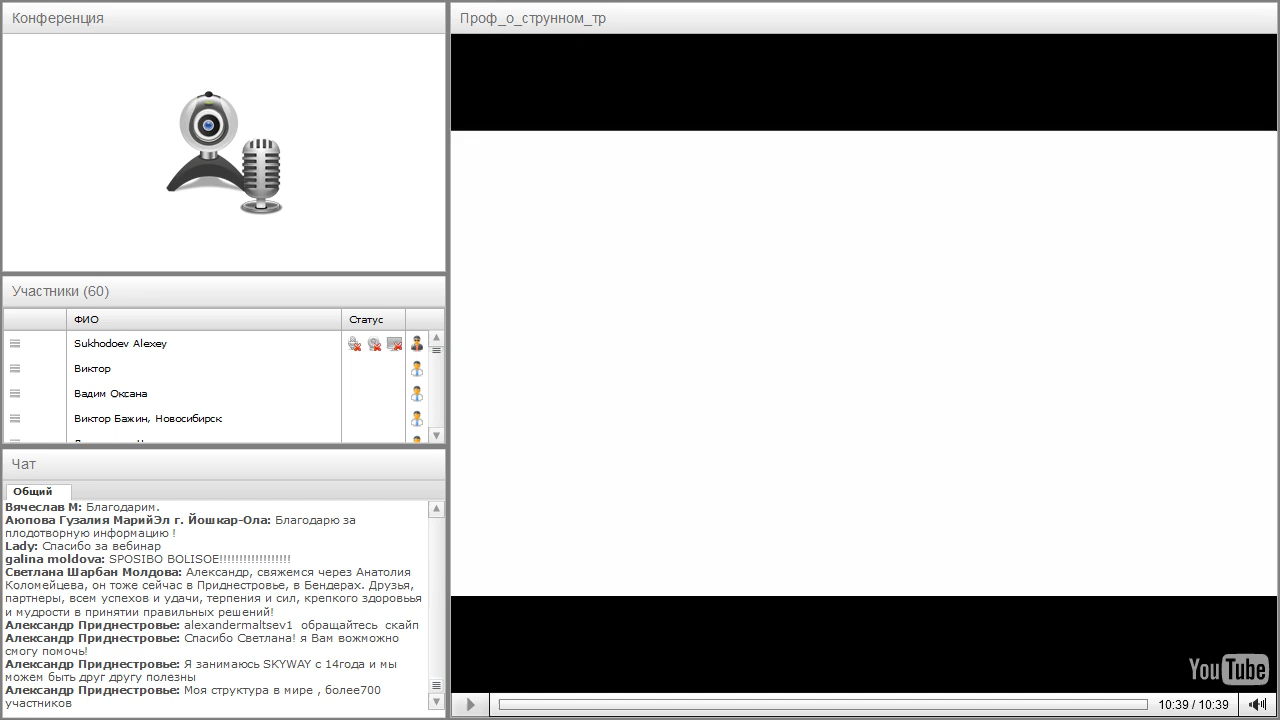 Конференция
Проф_о_струнном_тр
Участники (60)
ФИО
Статус
Sukhodoev Alexey
Виктор
Вадим Оксана
Виктор Бажин, Новосибирск
Чат
Общий
Вячеслав М: Благодарим.
Аюпова Гузалия МарийЭл г. Йошкар-Ола: Благодарю за
плодотворную информацию !
Lady: Спасибо за вебинар
galina moldova: SPOSIBO BOLISOE!!!!!!!!!!!!!!!!!!
Светлана Шарбан Молдова: Александр, свяжемся через Анатолия
Коломейцева, он тоже сейчас в Приднестровье, в Бендерах. Друзья,
партнеры, всем успехов и удачи, терпения и сил, крепкого здоровьья
и мудрости в принятии правильных решений!
Александр Приднестровье: alexandermaltsev1 обращайтесь скайп
Александр Приднестровье: Спасибо Светлана! я Вам вожможно
смогу помочь!
Александр Приднестровье: Я занимаюсь SKYWAY с 14года и мы
можем быть друг другу полезны
Александр Приднестровье: Моя структура в мире , более700
участников
YouTube
10:39 / 10:39